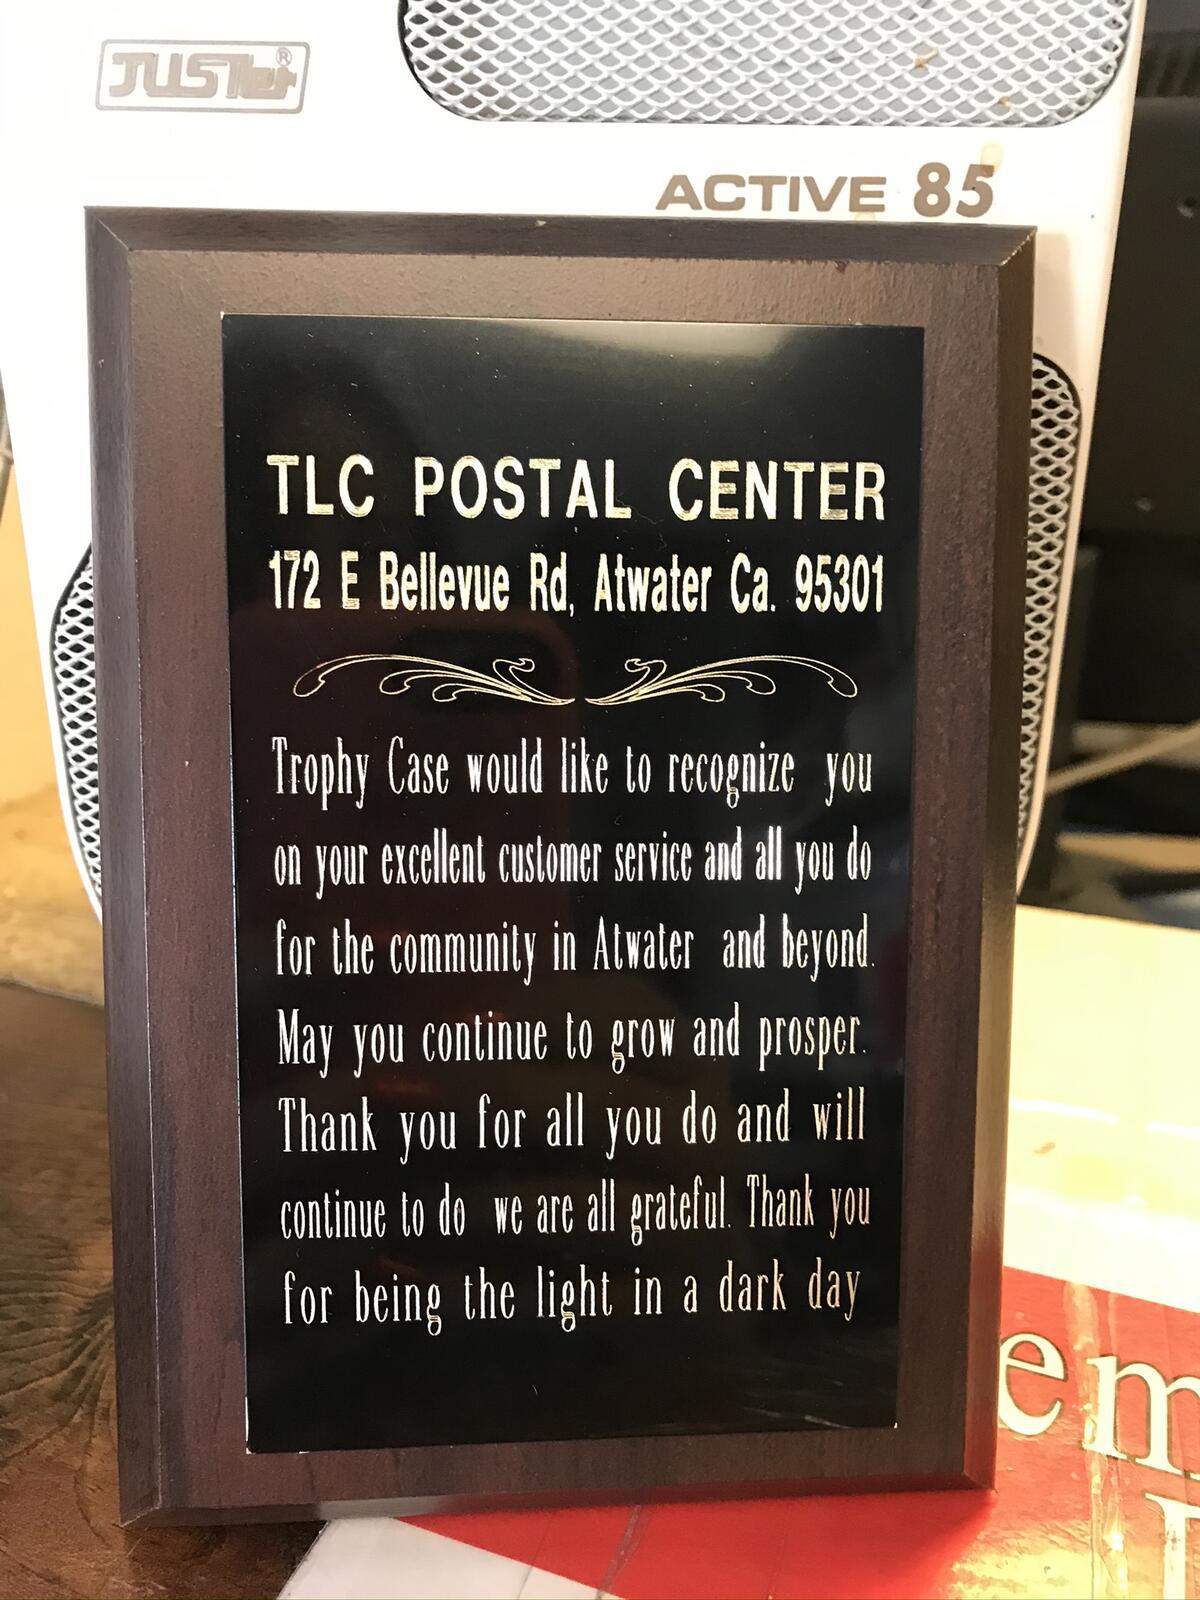 JUSTer®
ACTIVE 85
TLC POSTAL CENTER
172 E Bellevue Rd, Atwater Ca. 95301
Trophy Case would like to recognize you
on your excellent customer service and all you do
for the community in Atwater and beyond.
May you continue to grow and prosper.
Thank you for all you do and will
continue to do we are all grateful. Thank you
for being the light in a dark day
em